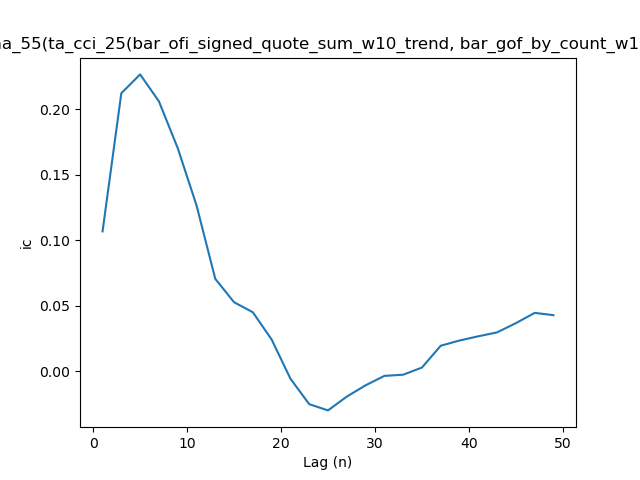 a_55(ta_cci_25(bar_ofi_signed_quote_sum_w10_trend, bar_gof_by_count_w1
0.20
0.15
0.10
0.05
0.00
ic
0 10 20 30 40 50
Lag (n)